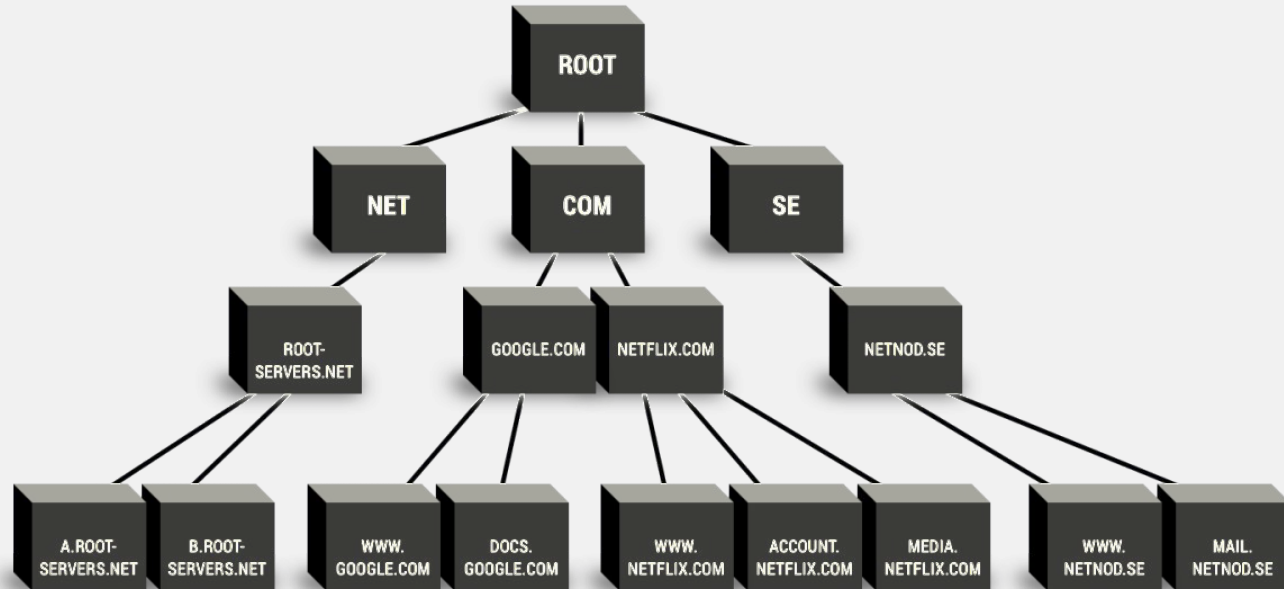 ROOT
NET
COM
SE
ROOT-
SERVERS.NET
GOOGLE.COM
NETFLIX.COM
NETNOD.SE
A.ROOT-
SERVERS.NET
B.ROOT-
SERVERS.NET
WWW.
GOOGLE.COM
DOCS.
GOOGLE.COM
WWW.
NETFLIX.COM
ACCOUNT.
NETFLIX.COM
MEDIA.
NETFLIX.COM
WWW.
NETNOD.SE
MAIL.
NETNOD.SE